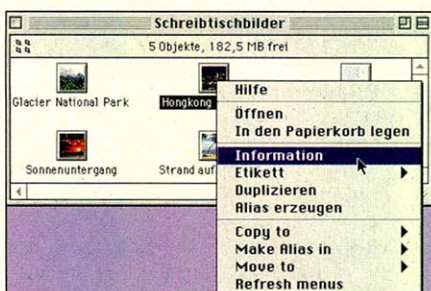 Schreibtischbilder
5 Objekte, 182,5 MB frei
Glacier National Park
Hongkong
Sonnenuntergang
Strand auf
Hilfe
Öffnen
In den Papierkorb legen
Information
Etikett
Duplizieren
Alias erzeugen
Copy to
Make Alias in
Move to
Refresh menus